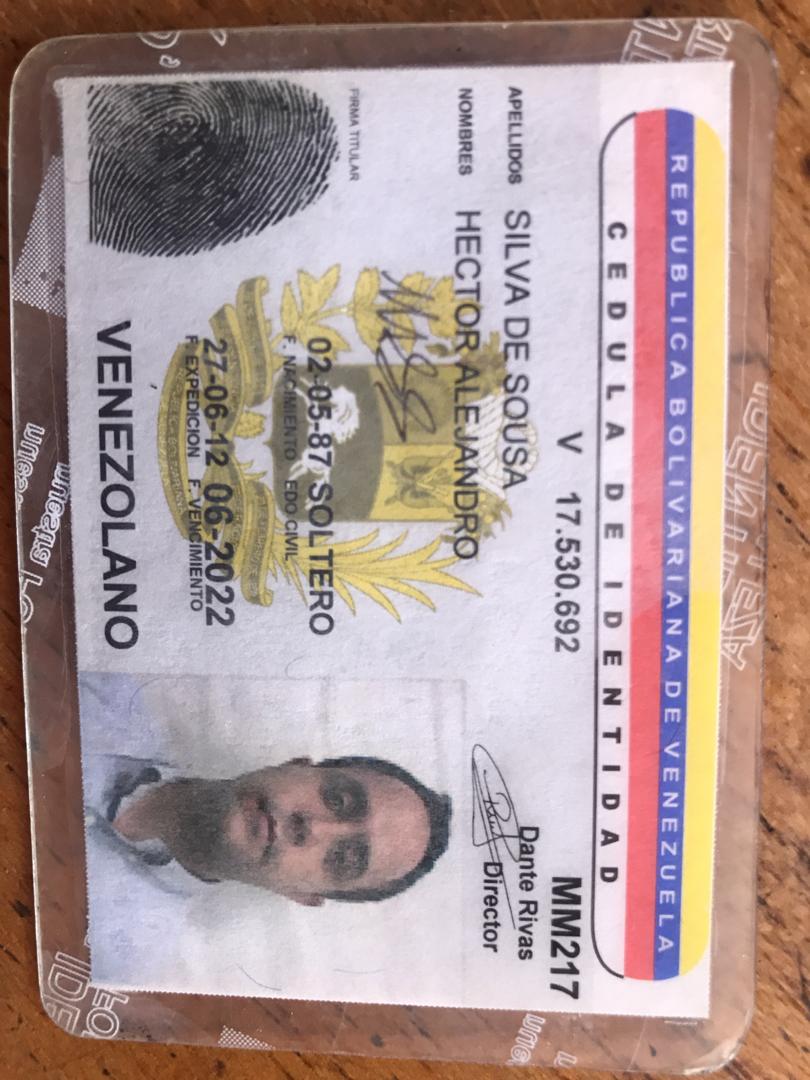 REPUBLICA BOLIVARIANA DE VENEZUELA
CEDULA DE IDENTIDAD
V 17.530.692
MM217
APELLIDOS SILVA DE SOUSA
Dante Rivas
Director
NOMBRES HECTOR ALEJANDRO
FIRMA TITULAR
02-05-87 SOLTERO
F. NACIMIENTO EDO CIVIL
27-06-12 06-2022
F. EXPEDICION F. VENCIMIENTO
VENEZOLANO